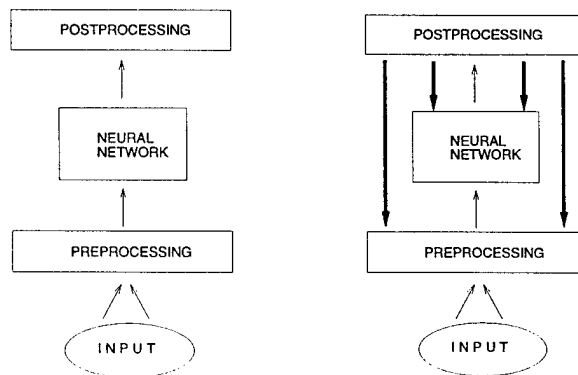 POSTPROCESSING
NEURAL
NETWORK
PREPROCESSING
INPUT
POSTPROCESSING
NEURAL
NETWORK
PREPROCESSING
INPUT